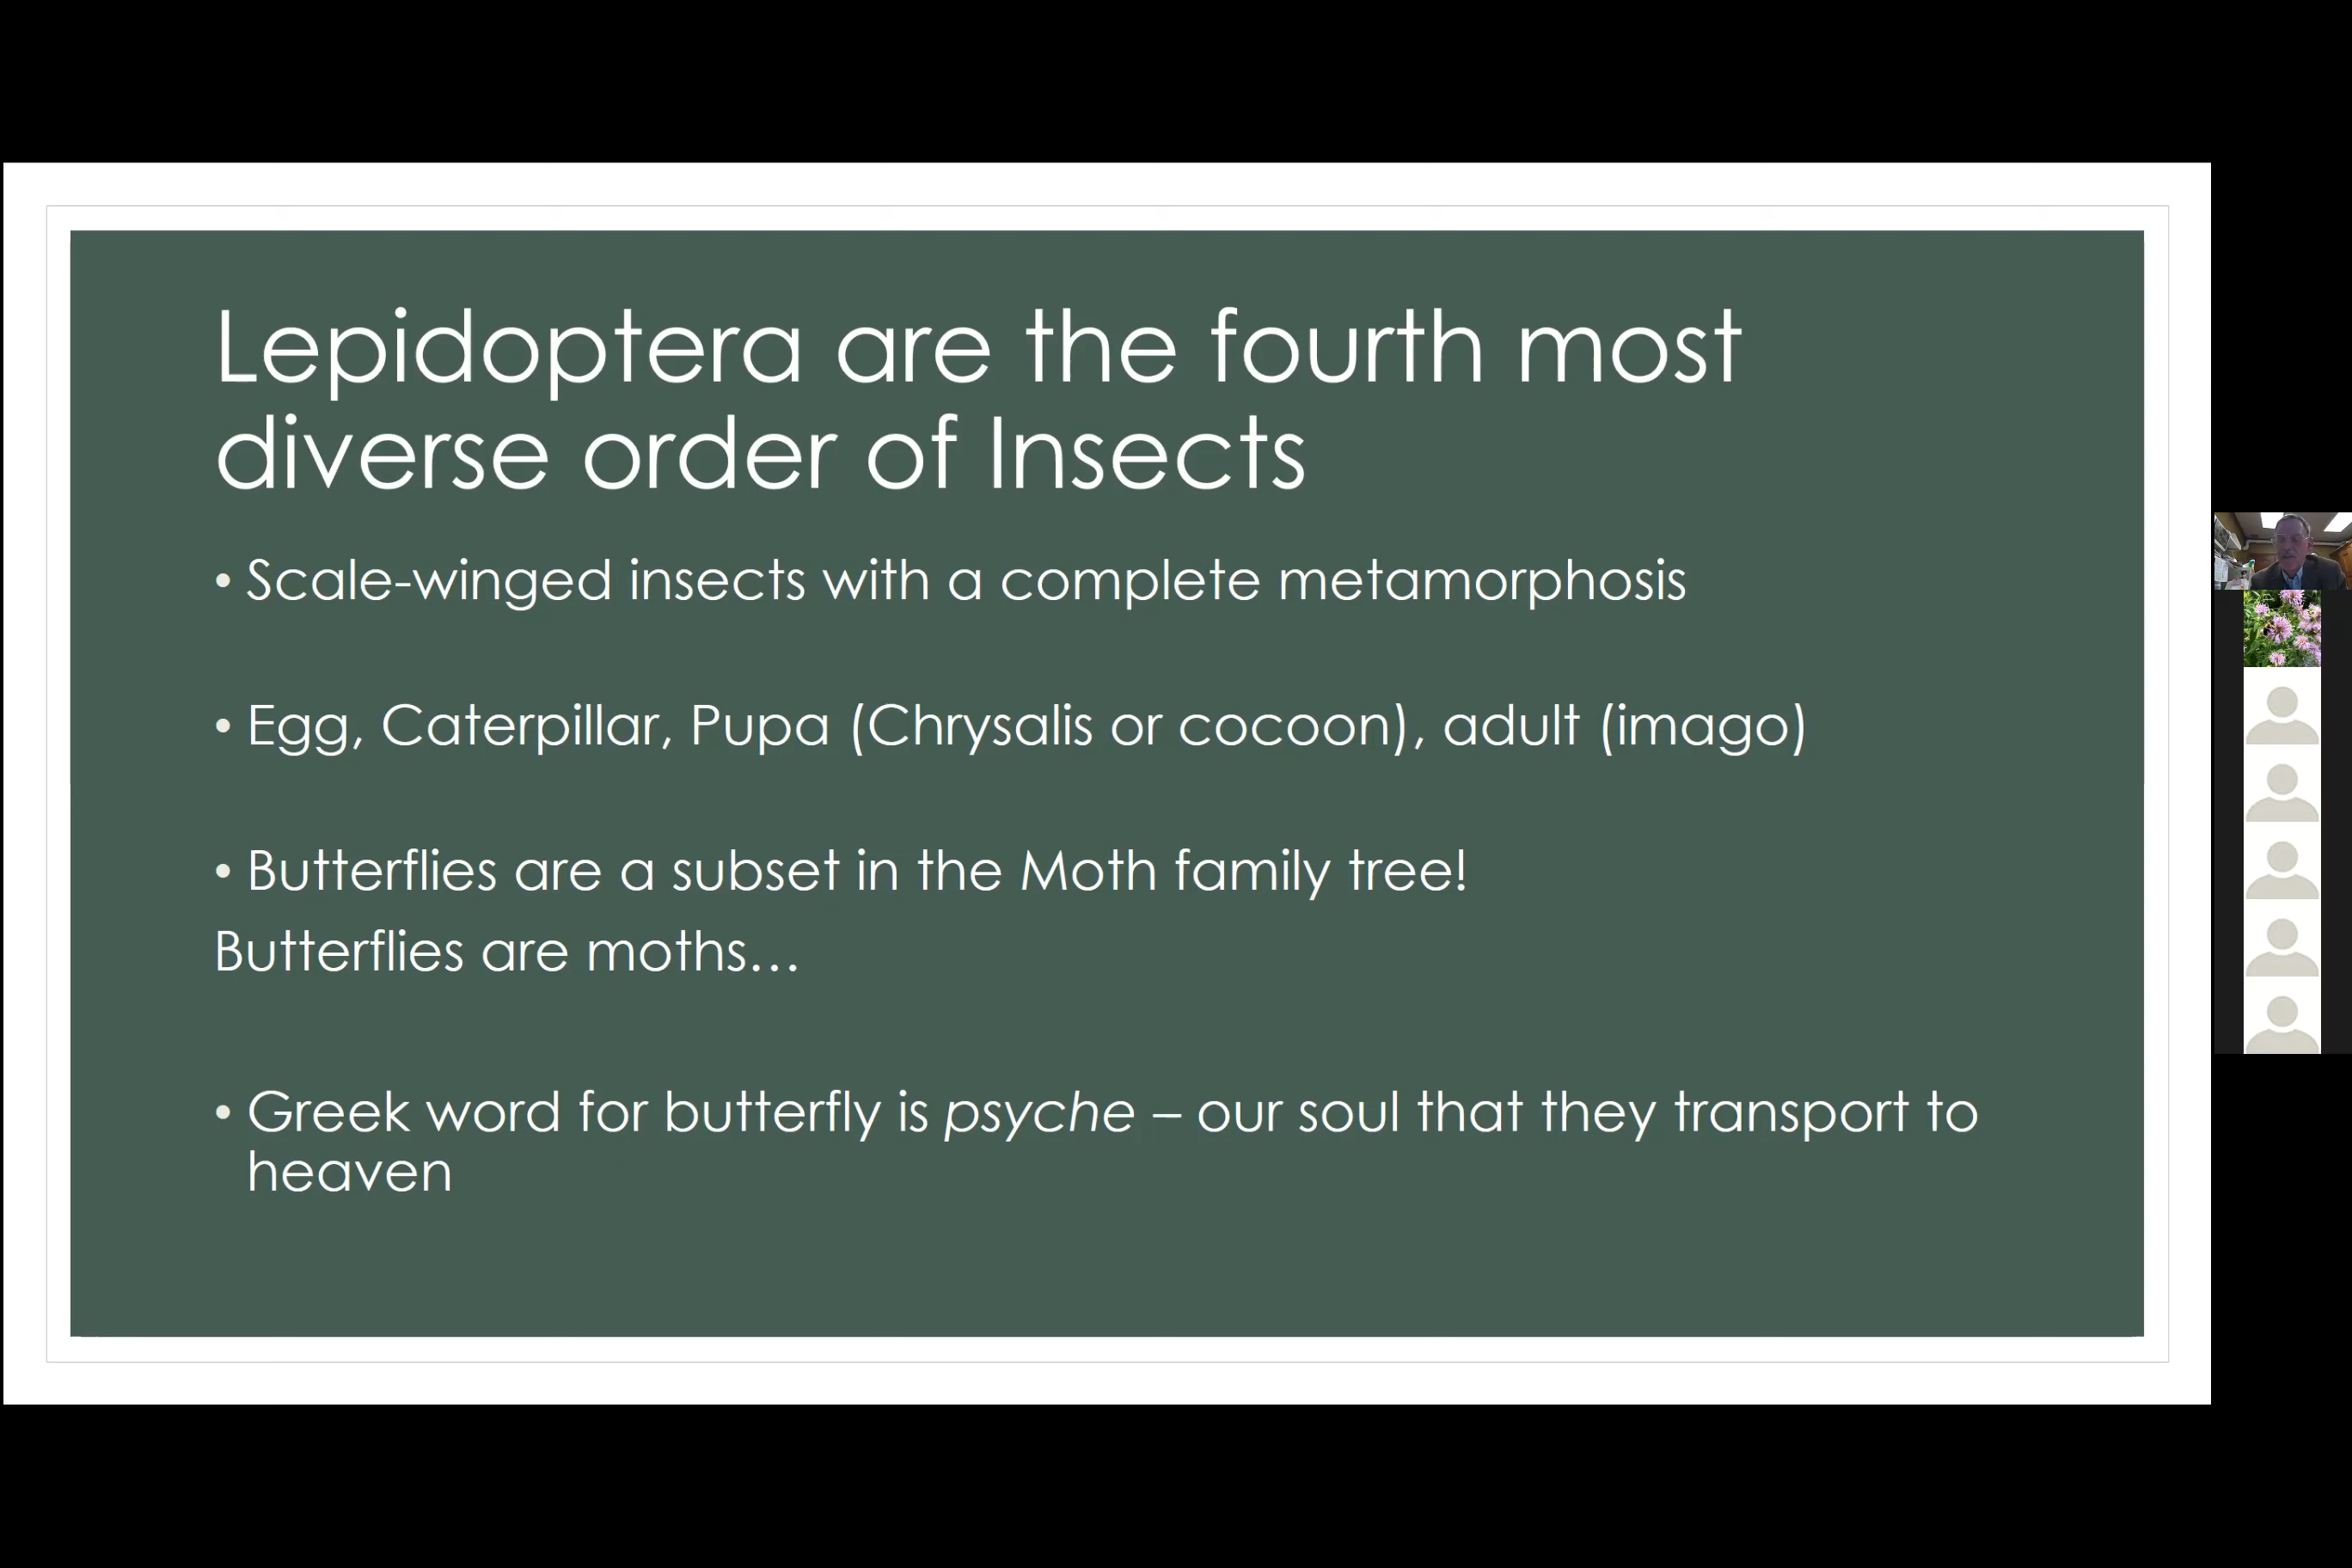 Lepidoptera are the fourth most
diverse order of Insects
• Scale-winged insects with a complete metamorphosis
• Egg, Caterpillar, Pupa (Chrysalis or cocoon), adult (imago)
• Butterflies are a subset in the Moth family tree!
Butterflies are moths…
• Greek word for butterfly is psyche – our soul that they transport to
heaven